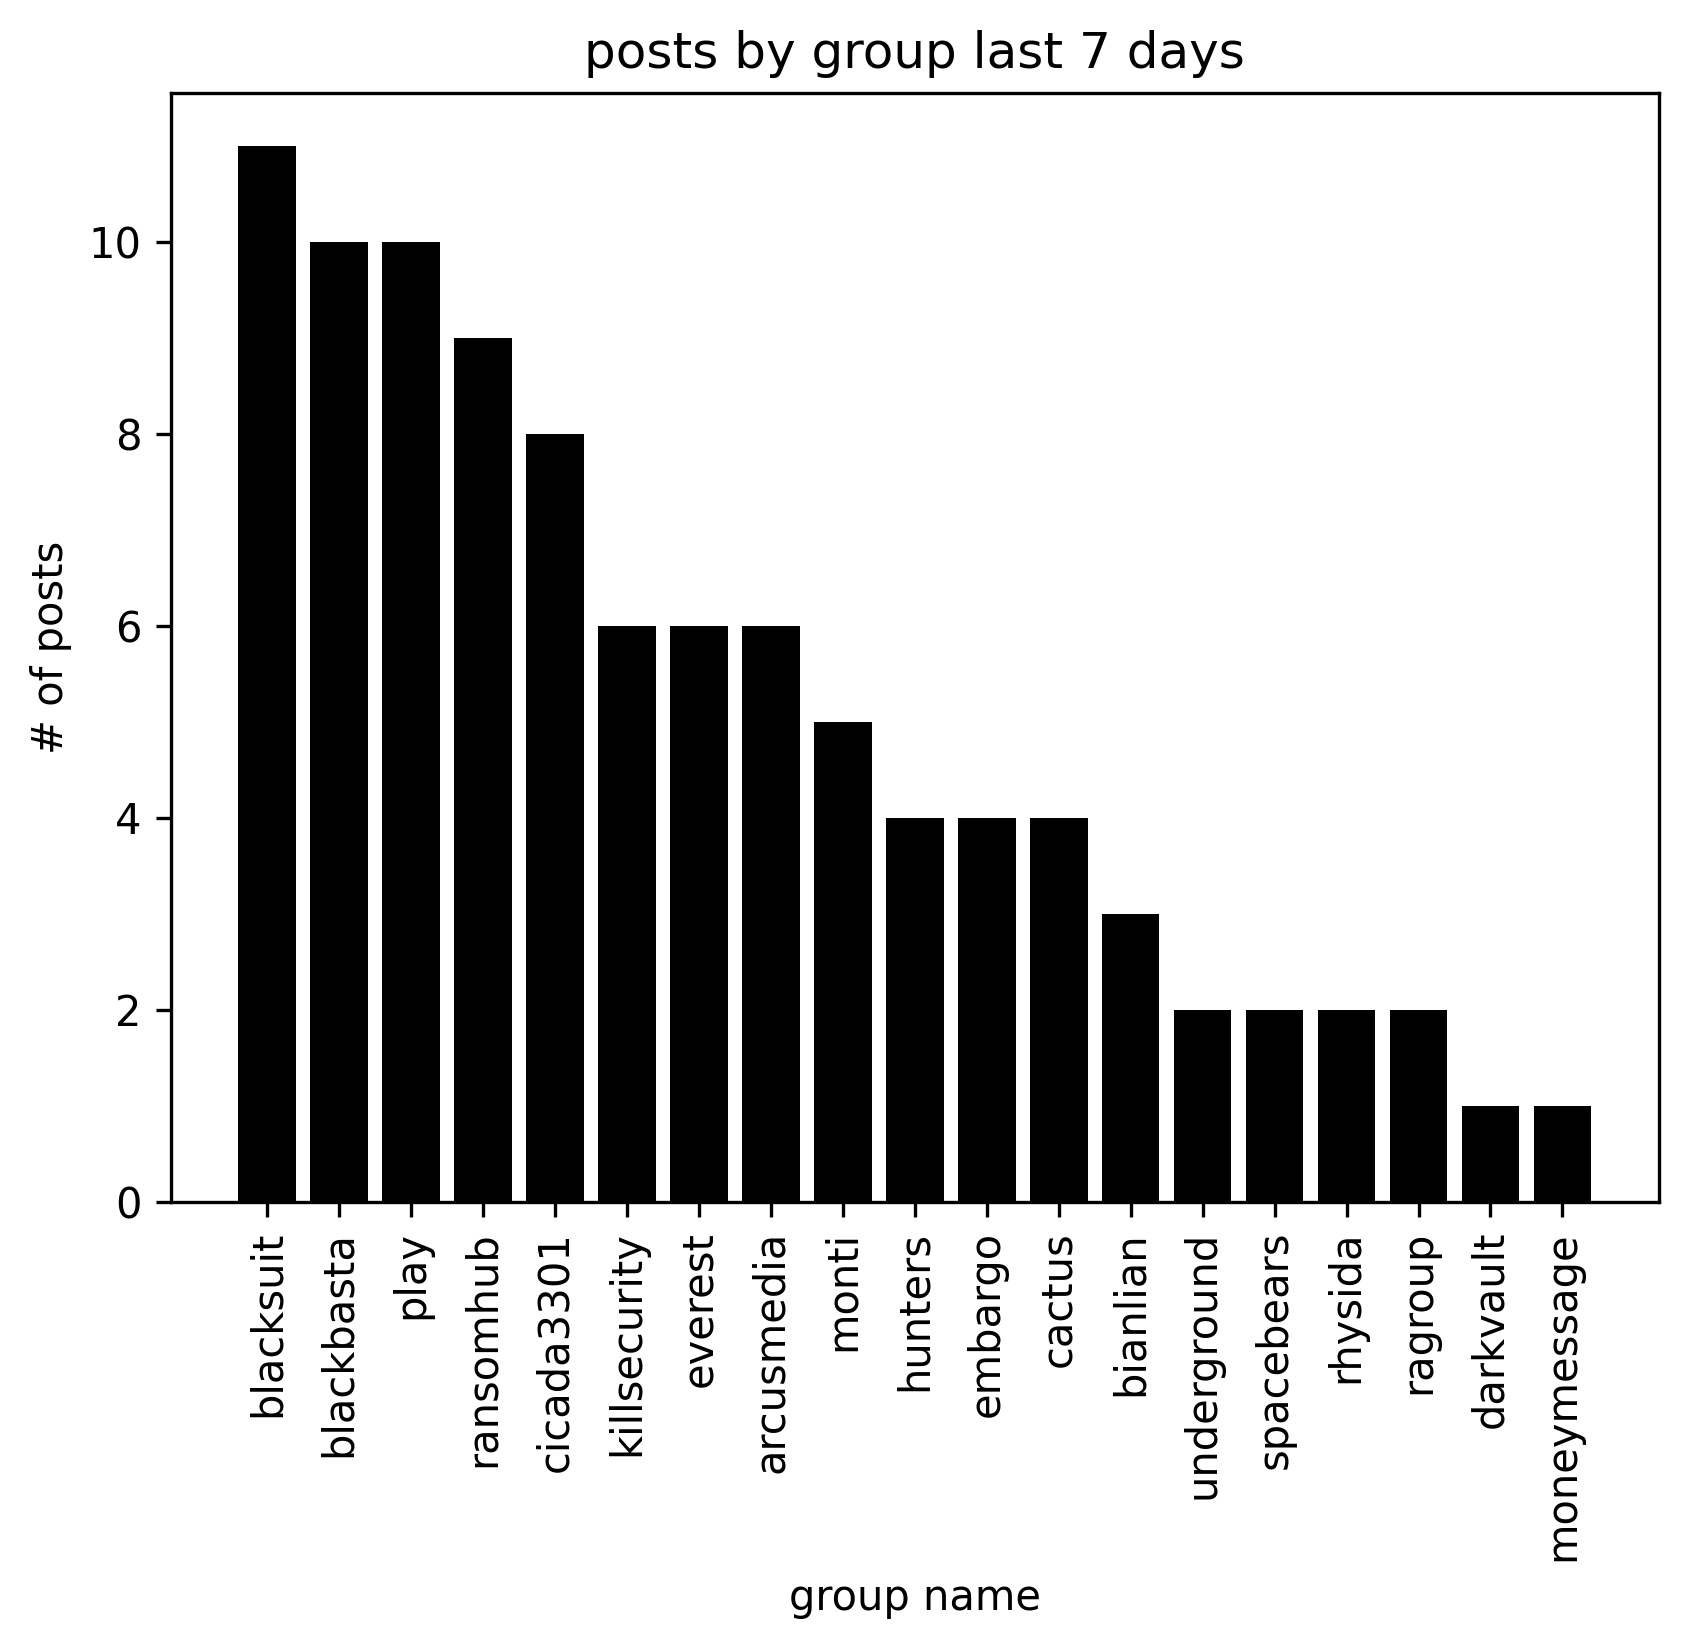 posts by group last 7 days
# of posts
10
8
6
4
2
0
blacksuit
blackbasta
play
ransomhub
cicada3301
killsecurity
everest
arcusmedia
monti
hunters
embargo
cactus
bianlian
underground
spacebears
rhysida
ragroup
darkvault
moneymessage
group name